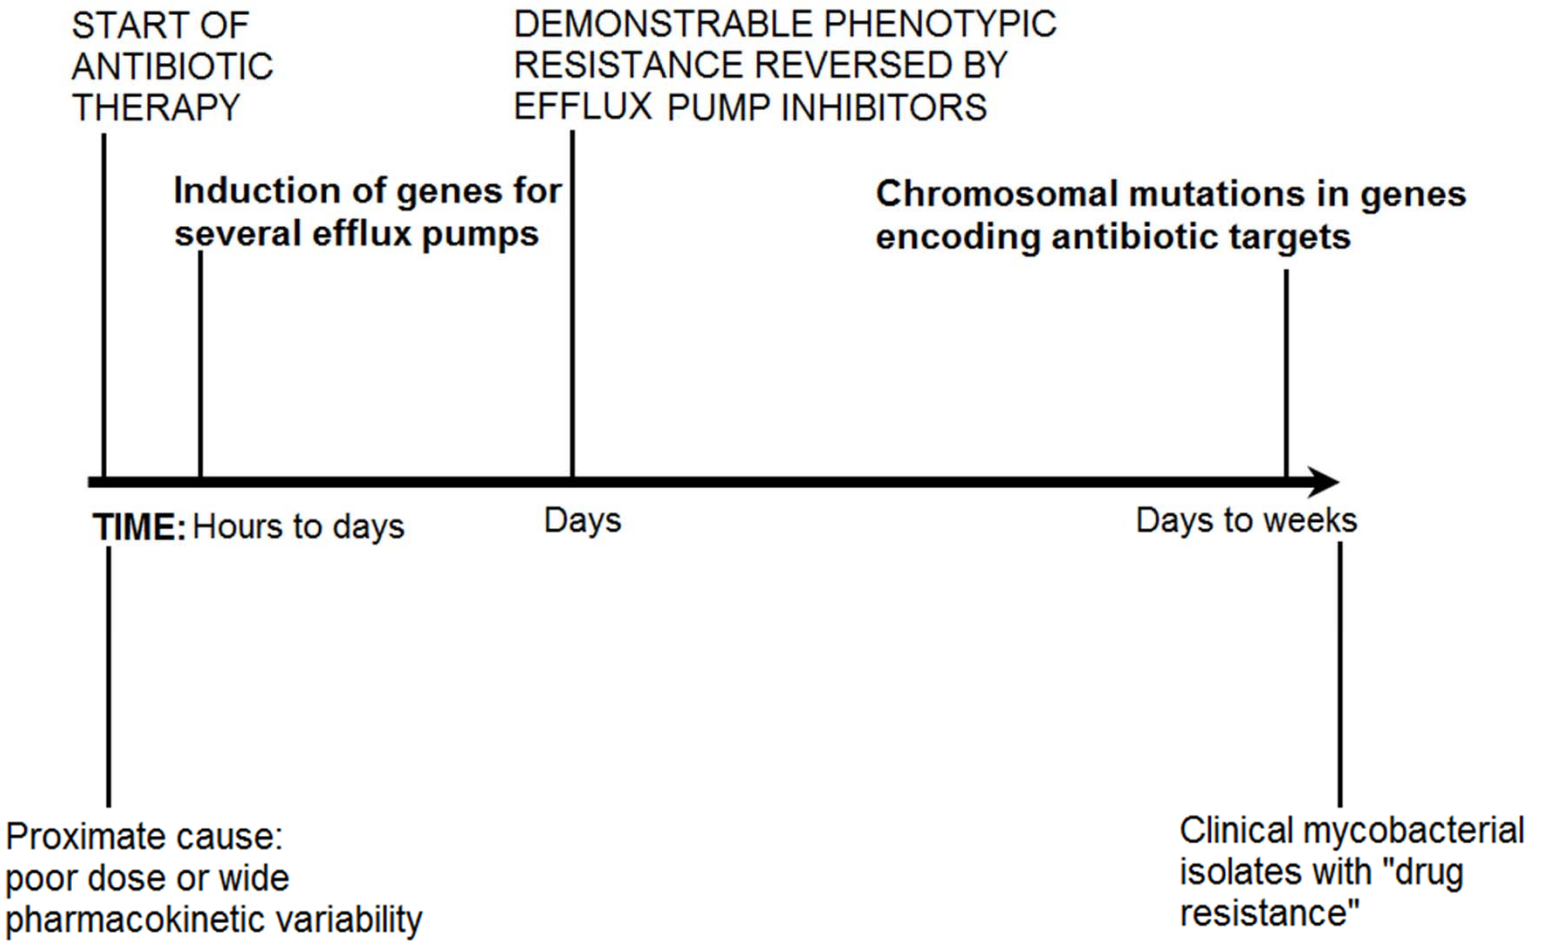 START OF
ANTIBIOTIC
THERAPY
DEMONSTRABLE PHENOTYPIC
RESISTANCE REVERSED BY
EFFLUX PUMP INHIBITORS
Induction of genes for
several efflux pumps
Chromosomal mutations in genes
encoding antibiotic targets
TIME: Hours to days
Days
Days to weeks
Proximate cause:
poor dose or wide
pharmacokinetic variability
Clinical mycobacterial
isolates with "drug
resistance"